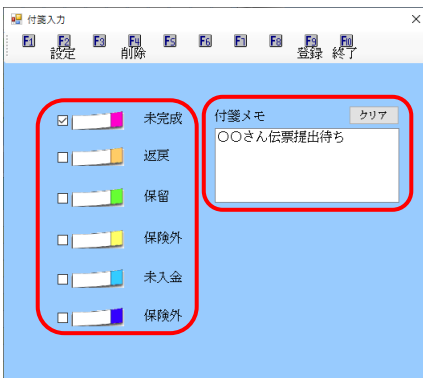 付箋入力
F1 F2 F3 F4 F5 F6 F7 F8 F9 F10
設定 削除 登録 終了
未完成
返戻
保留
保険外
未入金
保険外
付箋メモ クリア
〇〇さん伝票提出待ち